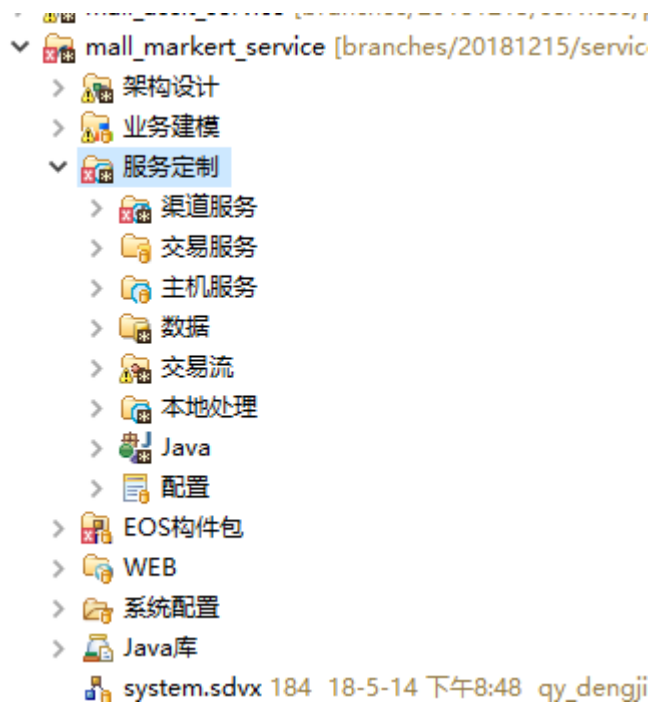 mall_markert_service [branches/20181215/servic
架构设计
业务建模
服务定制
渠道服务
交易服务
主机服务
数据
交易流
本地处理
Java
配置
EOS构件包
WEB
系统配置
Java库
system.sdvx 184 18-5-14 下午8:48 qy_dengji